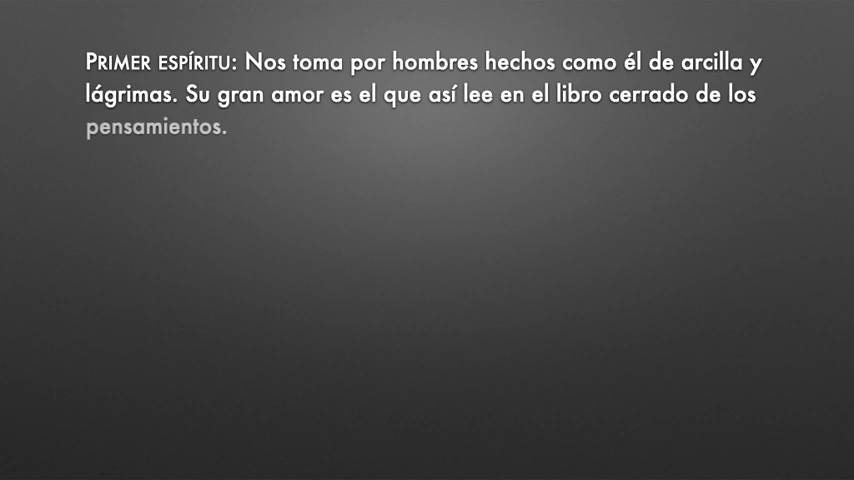 PRIMER ESPÍRITU: Nos toma por hombres hechos como él de arcilla y
lágrimas. Su gran amor es el que así lee en el libro cerrado de los
pensamientos.